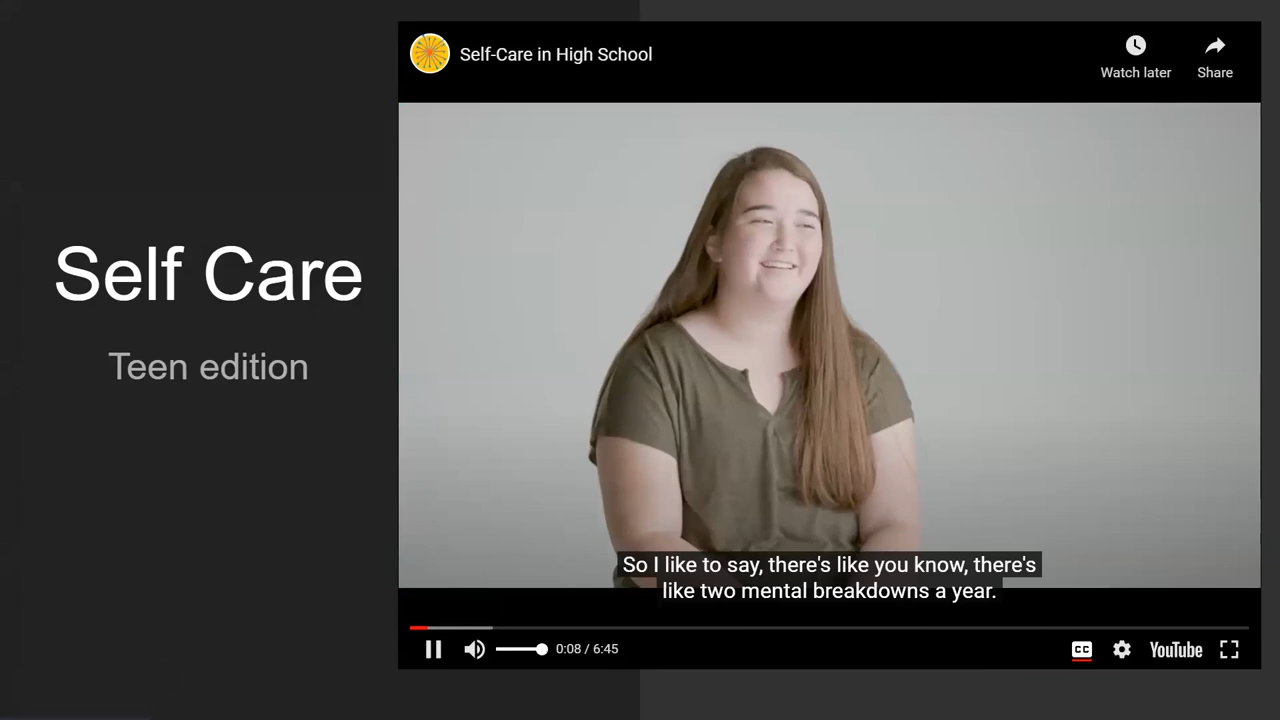 Self Care
Teen edition
Self-Care in High School
Watch later
Share
So I like to say, there's like you know, there's
like two mental breakdowns a year.
0:08 / 6:45
CC
YouTube